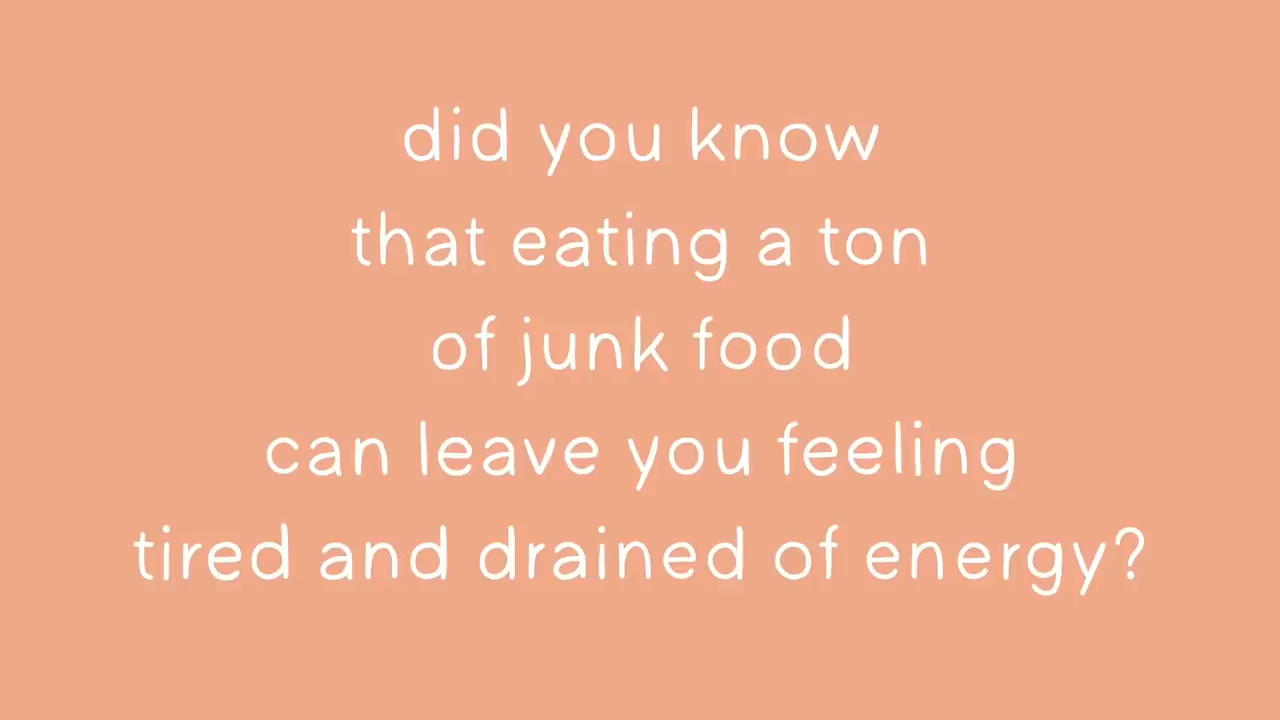 did you know
that eating a ton
of junk food
can leave you feeling
tired and drained of energy?